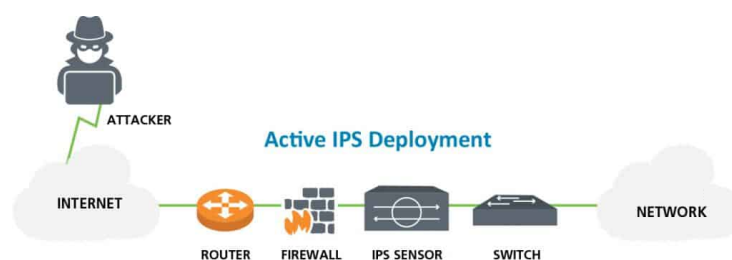 ATTACKER
Active IPS Deployment
INTERNET
NETWORK
ROUTER FIREWALL IPS SENSOR SWITCH